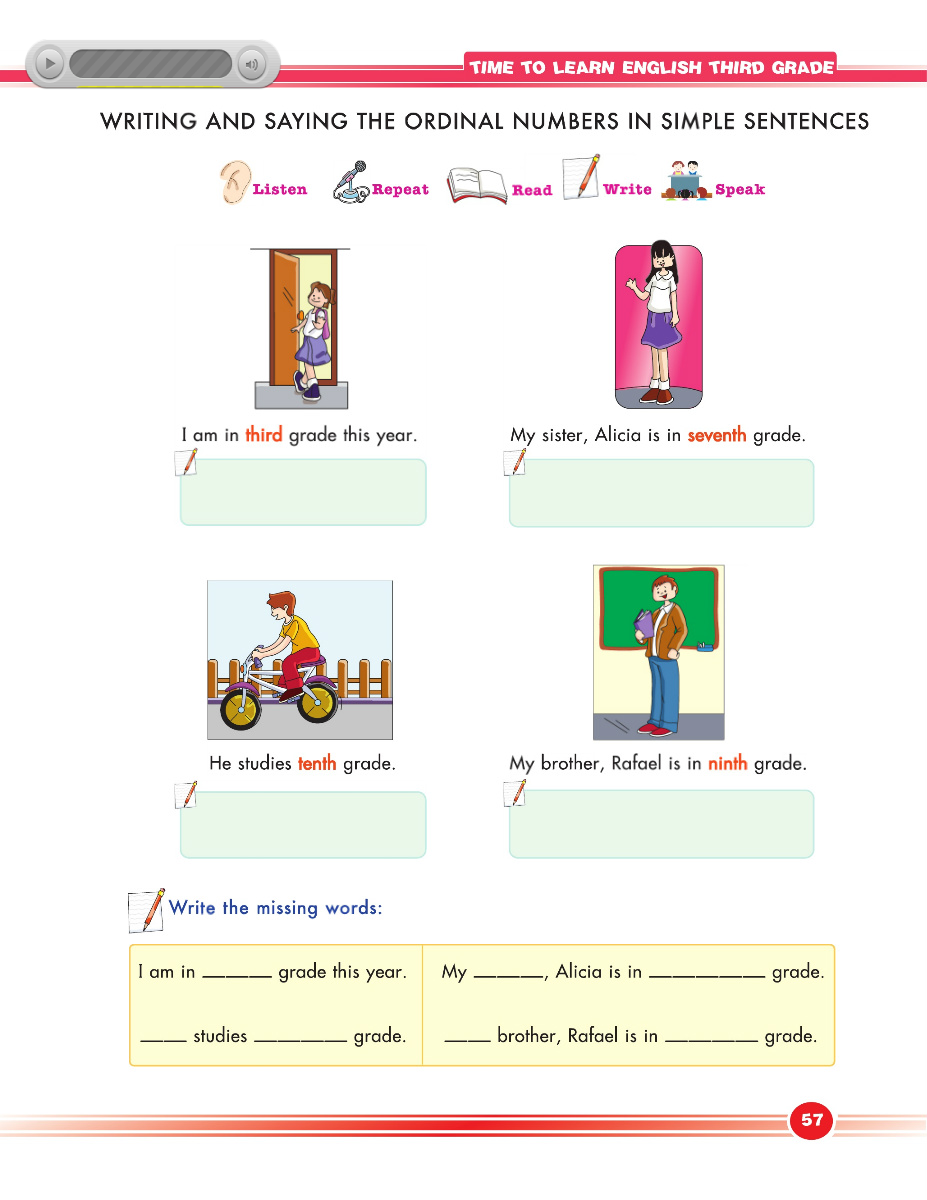 TIME TO LEARN ENGLISH THIRD GRADE
WRITING AND SAYING THE ORDINAL NUMBERS IN SIMPLE SENTENCES
Listen Repeat Read Write Speak
I am in third grade this year.
My sister, Alicia is in seventh grade.
He studies tenth grade.
My brother, Rafael is in ninth grade.
Write the missing words:
I am in ______ grade this year.
My ______, Alicia is in __________ grade.
____ studies ________ grade.
____ brother, Rafael is in ________ grade.
57